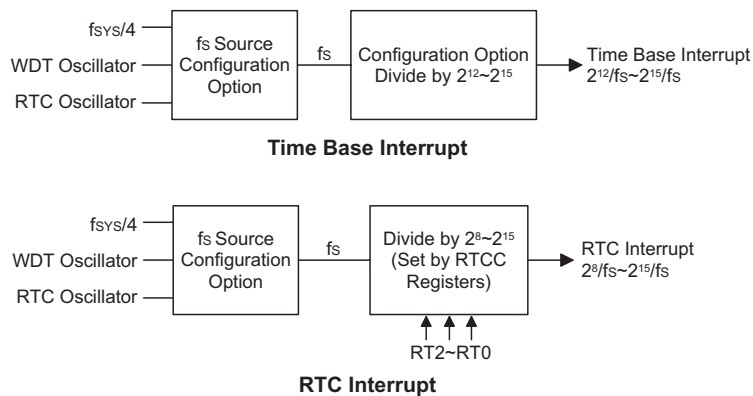 fSYS/4
WDT Oscillator
RTC Oscillator
fS Source
Configuration
Option
fS
Configuration Option
Divide by 2¹²~2¹⁵
Time Base Interrupt
2¹²/fS~2¹⁵/fS
Time Base Interrupt
fSYS/4
WDT Oscillator
RTC Oscillator
fS Source
Configuration
Option
fS
Divide by 2⁸~2¹⁵
(Set by RTCC
Registers)
RT2~RT0
RTC Interrupt
2⁸/fS~2¹⁵/fS
RTC Interrupt